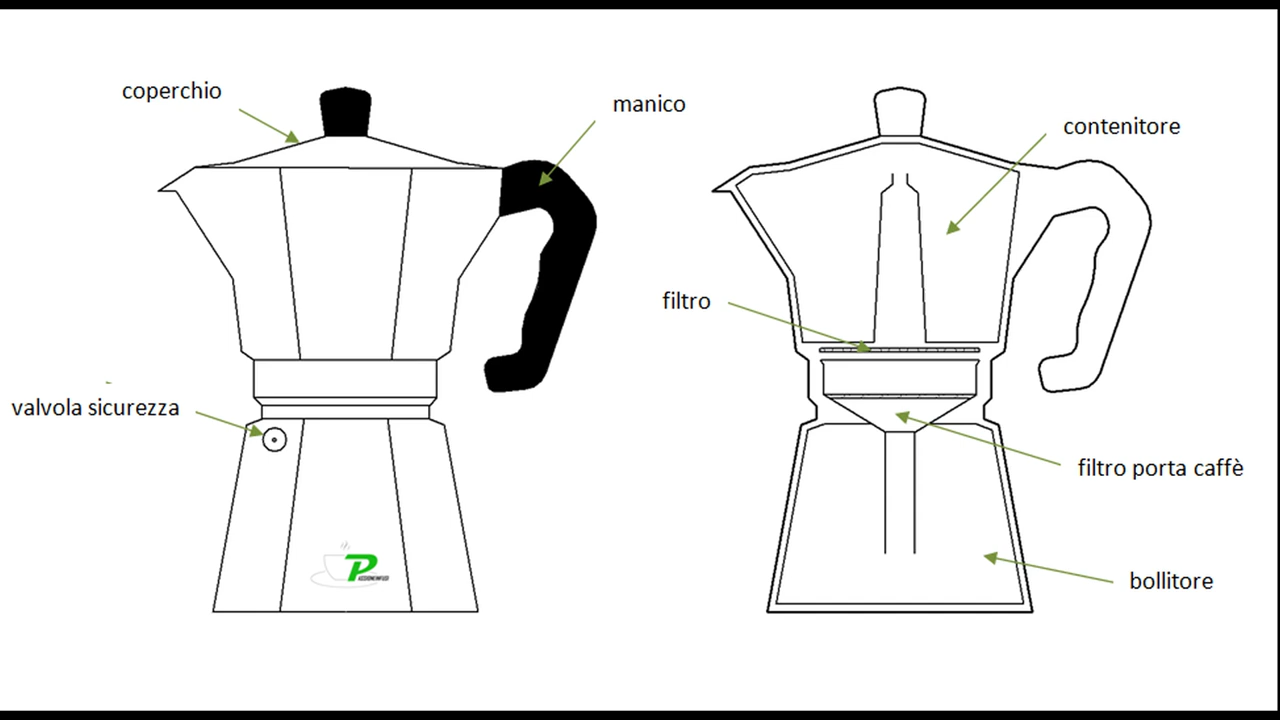 coperchio
manico
contenitore
filtro
valvola sicurezza
filtro porta caffè
bollitore
P